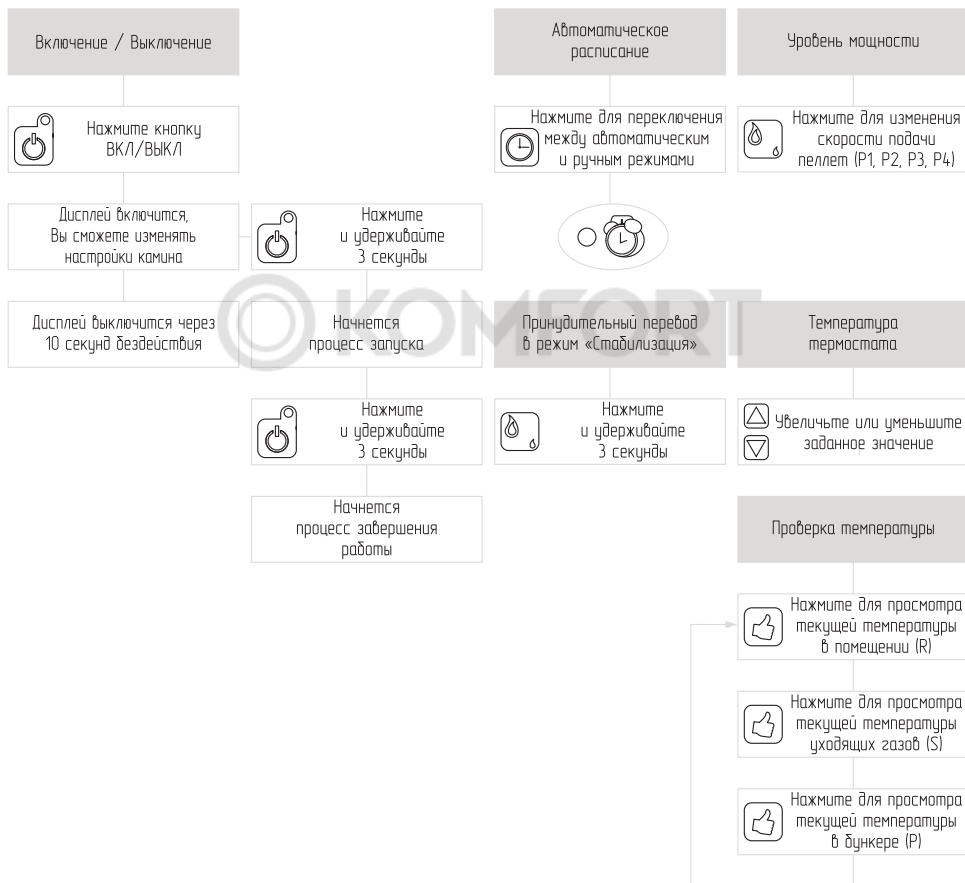 Включение / Выключение
Нажмите кнопку
ВКЛ/ВЫКЛ
Дисплей включится,
Вы сможете изменять
настройки камина
Дисплей выключится через
10 секунд бездействия
Нажмите
и удерживайте
3 секунды
Начнется
процесс запуска
Нажмите
и удерживайте
3 секунды
Начнется
процесс завершения
работы
Автоматическое
расписание
Нажмите для переключения
между автоматическим
и ручным режимами
Принудительный перевод
в режим «Стабилизация»
Нажмите
и удерживайте
3 секунды
Уровень мощности
Нажмите для изменения
скорости подачи
пеллет (P1, P2, P3, P4)
Температура
термостата
Увеличьте или уменьшите
заданное значение
Проверка температуры
Нажмите для просмотра
текущей температуры
в помещении (R)
Нажмите для просмотра
текущей температуры
уходящих газов (S)
Нажмите для просмотра
текущей температуры
в бункере (P)
KOMFORT